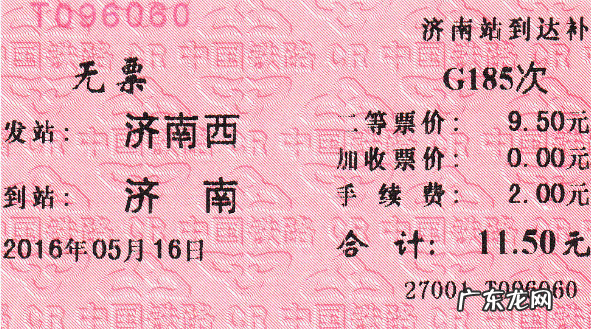 T096060
济南站到达补
无票
G185次
发站: 济南西
二等票价: 9.50元
加收票价: 0.00元
到站: 济 南
手 续 费: 2.00元
2016年05月16日
合 计: 11.50元
T096060
广东龙网